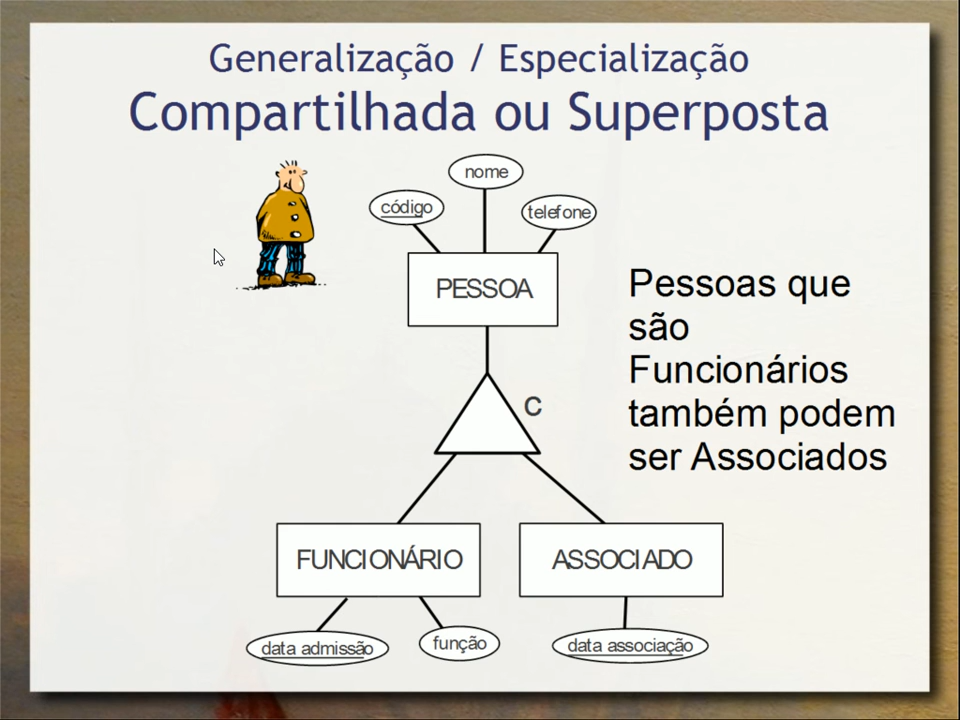 Generalização / Especialização
Compartilhada ou Superposta
nome
código
telefone
PESSOA
Pessoas que
são
Funcionários
também podem
ser Associados
C
FUNCIONÁRIO
ASSOCIADO
data admissão
função
data associação